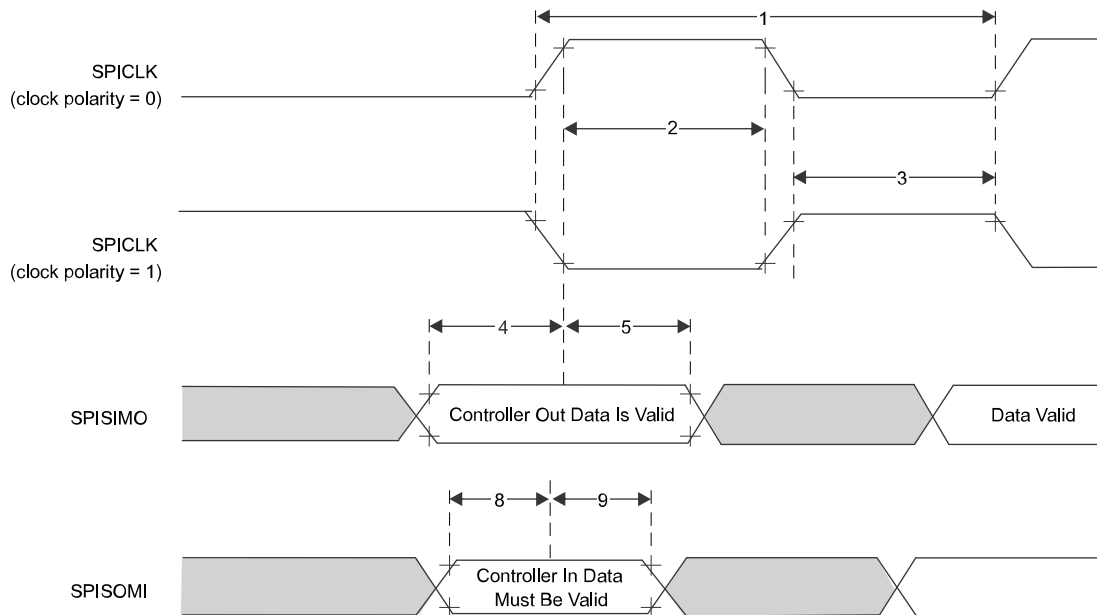 1
SPICLK
(clock polarity = 0)
2
3
SPICLK
(clock polarity = 1)
4
5
SPISIMO
Controller Out Data Is Valid
Data Valid
8
9
SPISOMI
Controller In Data
Must Be Valid